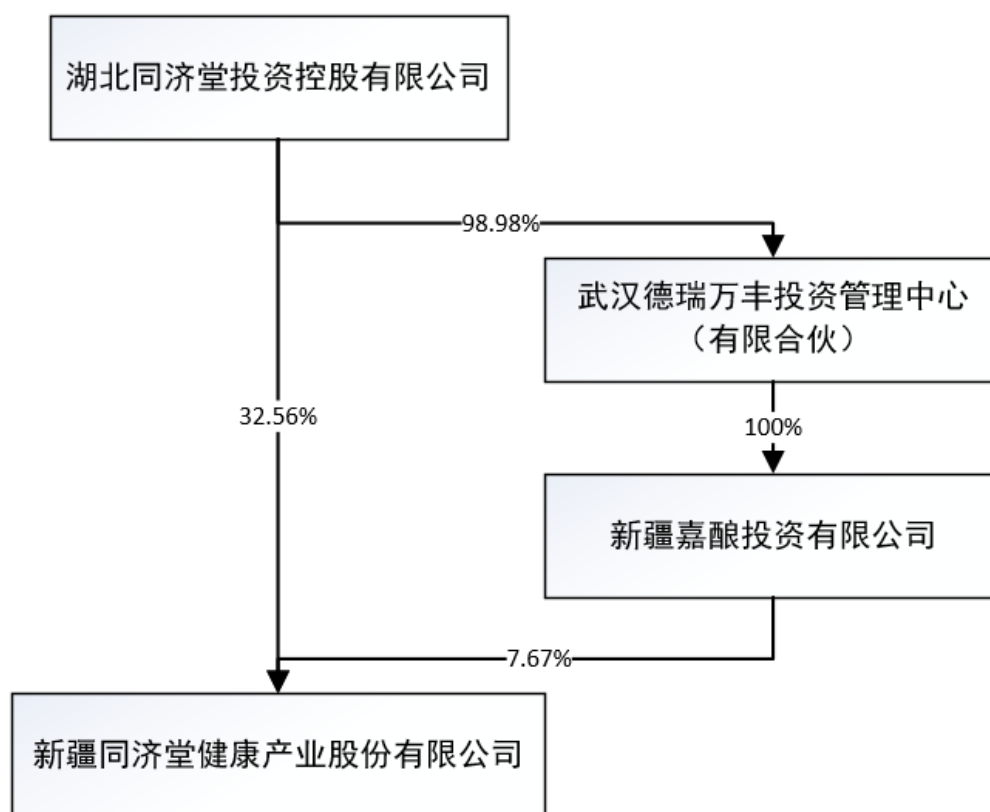 湖北同济堂投资控股有限公司
98.98%
武汉德瑞万丰投资管理中心
（有限合伙）
32.56%
100%
新疆嘉酿投资有限公司
7.67%
新疆同济堂健康产业股份有限公司